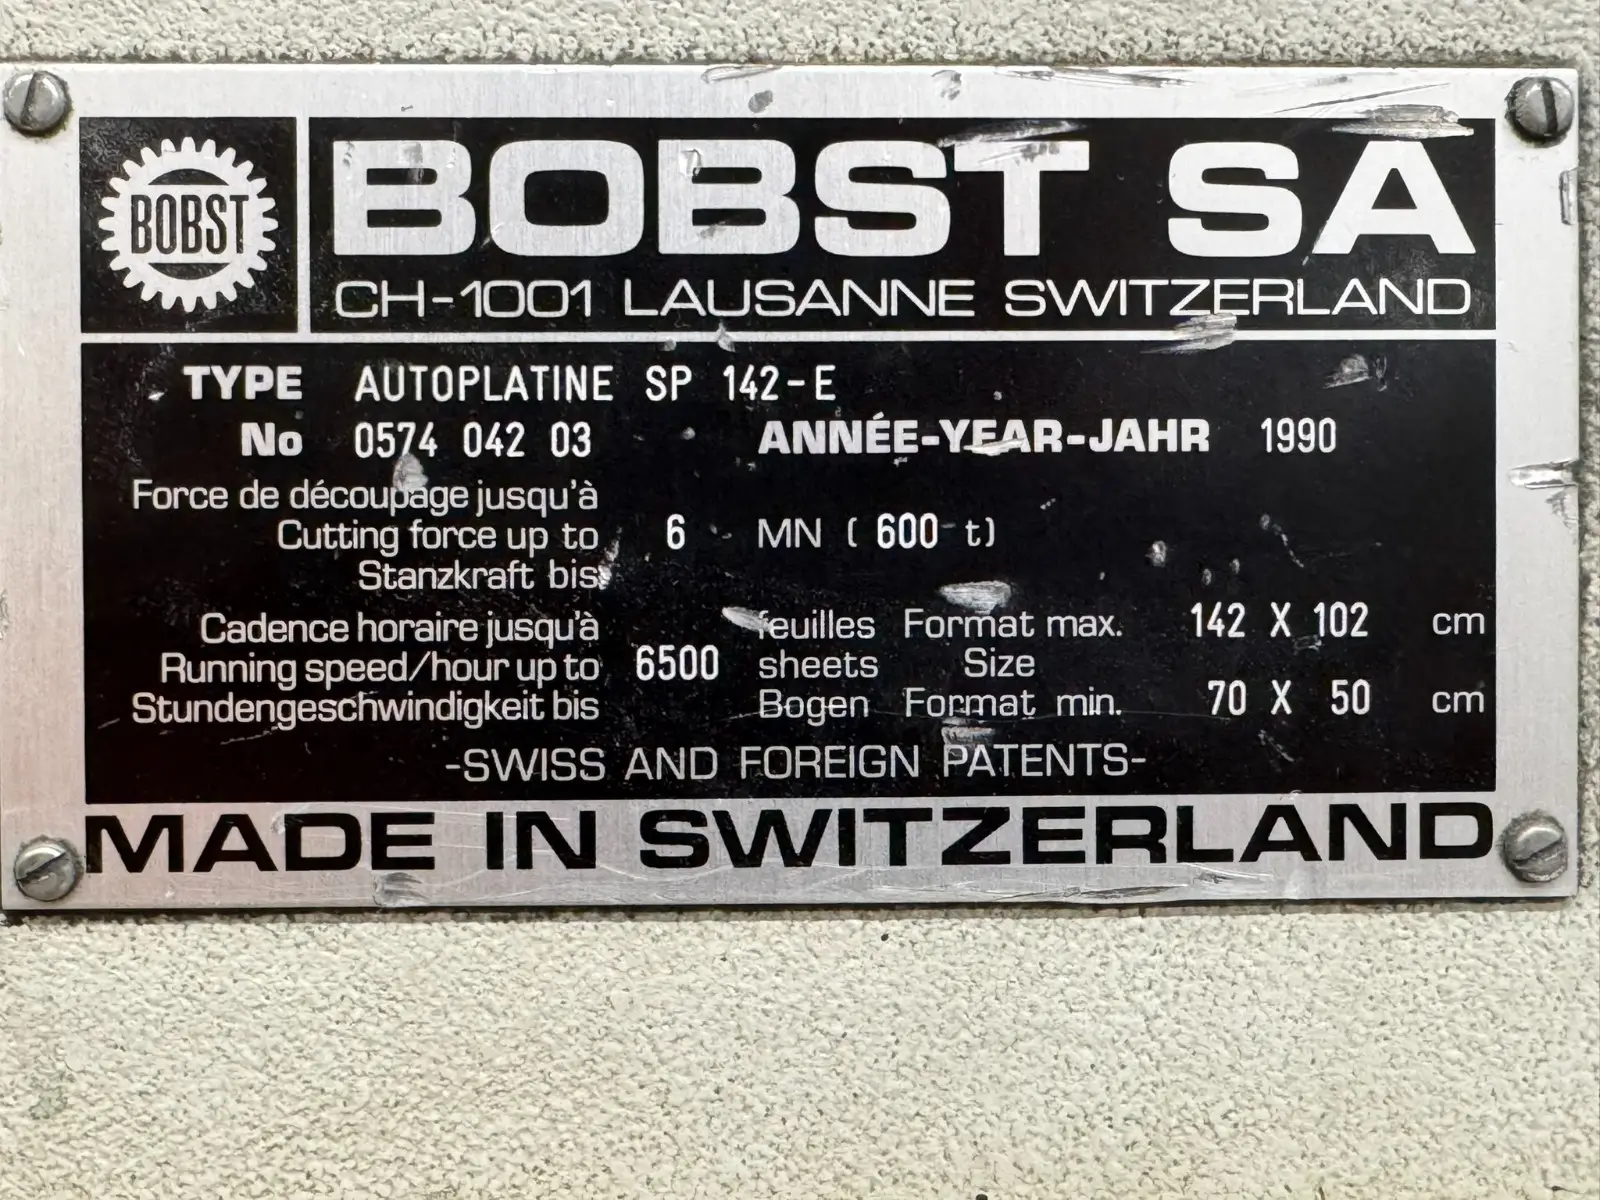 BOBST
BOBST SA
CH-1001 LAUSANNE SWITZERLAND
TYPE AUTOPLATINE SP 142-E
No 0574 042 03 ANNÉE-YEAR-JAHR 1990
Force de découpage jusqu'à
Cutting force up to 6 MN (600 t)
Stanzkraft bis
Cadence horaire jusqu'à feuilles Format max. 142 X 102 cm
Running speed/hour up to 6500 sheets Size
Stundengeschwindigkeit bis Bogen Format min. 70 X 50 cm
-SWISS AND FOREIGN PATENTS-
MADE IN SWITZERLAND